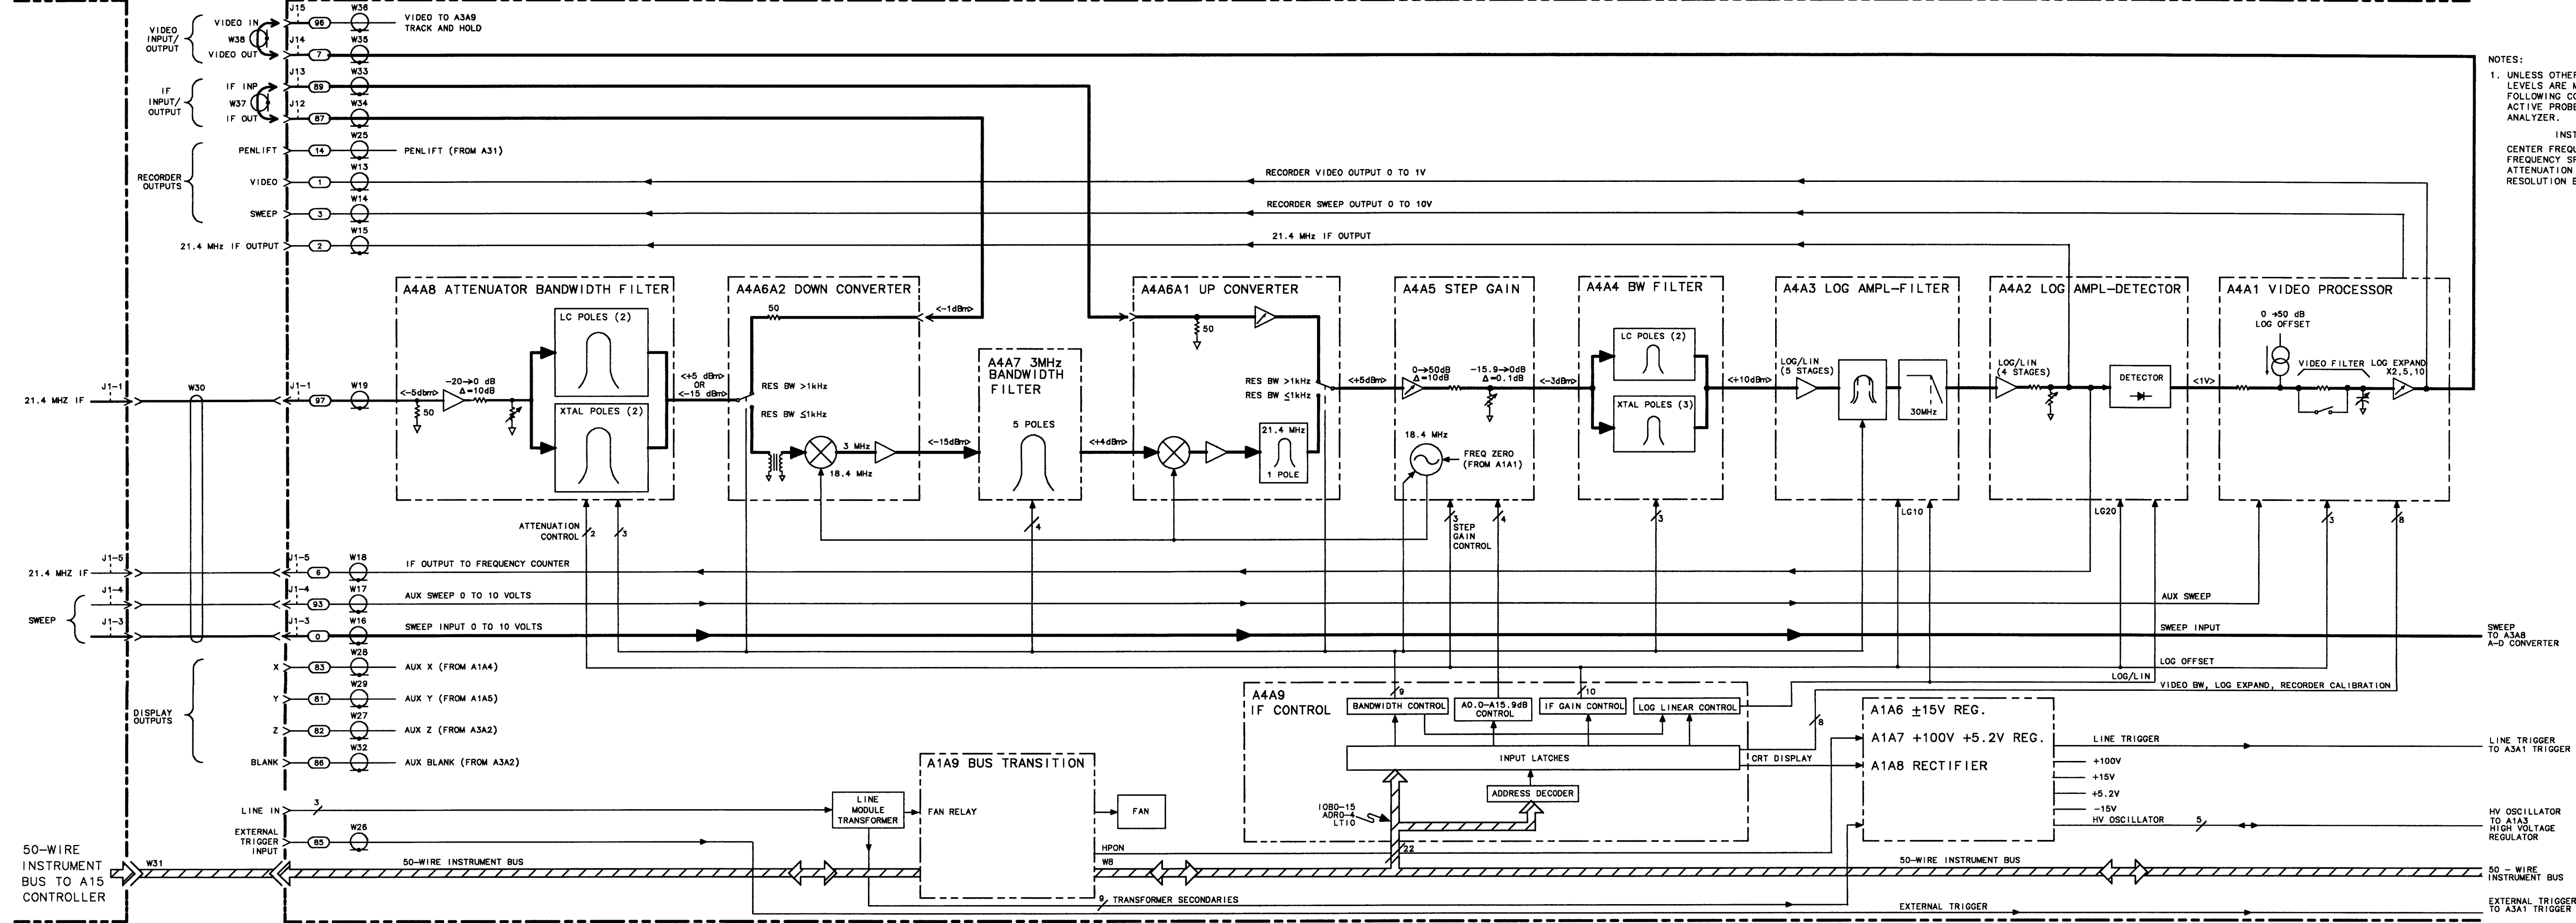 J15
VIDEO IN
96
W36
VIDEO TO A3A9
TRACK AND HOLD
VIDEO
INPUT/
OUTPUT
W38
J14
VIDEO OUT
7
W35
J13
IF INP
89
W33
IF
INPUT/
OUTPUT
W37
J12
IF OUT
87
W34
W25
PENLIFT
14
PENLIFT (FROM A31)
RECORDER
OUTPUTS
W13
VIDEO
1
RECORDER VIDEO OUTPUT 0 TO 1V
W14
SWEEP
3
RECORDER SWEEP OUTPUT 0 TO 10V
W15
21.4 MHz IF OUTPUT
2
21.4 MHz IF OUTPUT
NOTES:
1. UNLESS OTHE
LEVELS ARE M
FOLLOWING CO
ACTIVE PROBE
ANALYZER.
INST
CENTER FREQU
FREQUENCY SP
ATTENUATION
RESOLUTION B
A4A8 ATTENUATOR BANDWIDTH FILTER
LC POLES (2)
XTAL POLES (2)
<-5dBm>
50
-20→0 dB
Δ=10dB
<+5 dBm>
OR
<-15 dBm>
A4A6A2 DOWN CONVERTER
50
<-1dBm>
RES BW >1kHz
RES BW ≤1kHz
3 MHz
18.4 MHz
<-15dBm>
A4A7 3MHz
BANDWIDTH
FILTER
5 POLES
<+4dBm>
A4A6A1 UP CONVERTER
50
RES BW >1kHz
RES BW ≤1kHz
21.4 MHz
1 POLE
<+5dBm>
A4A5 STEP GAIN
0→50dB
Δ=10dB
-15.9→0dB
Δ=0.1dB
18.4 MHz
FREQ ZERO
(FROM A1A1)
<-3dBm>
A4A4 BW FILTER
LC POLES (2)
XTAL POLES (3)
<+10dBm>
A4A3 LOG AMPL-FILTER
LOG/LIN
(5 STAGES)
30MHz
A4A2 LOG AMPL-DETECTOR
LOG/LIN
(4 STAGES)
DETECTOR
<1V>
A4A1 VIDEO PROCESSOR
0 →50 dB
LOG OFFSET
VIDEO FILTER
LOG EXPAND
X2,5,10
21.4 MHZ IF
J1-1
W30
J1-1
97
W19
ATTENUATION
CONTROL
2
3
4
3
STEP
GAIN
CONTROL
4
3
LG10
LG20
3
8
21.4 MHZ IF
J1-5
J1-5
6
W18
IF OUTPUT TO FREQUENCY COUNTER
J1-4
J1-4
93
W17
AUX SWEEP 0 TO 10 VOLTS
AUX SWEEP
SWEEP
J1-3
J1-3
0
W16
SWEEP INPUT 0 TO 10 VOLTS
SWEEP INPUT
SWEEP
TO A3A8
A-D CONVERTER
W28
X
83
AUX X (FROM A1A4)
LOG OFFSET
LOG/LIN
VIDEO BW, LOG EXPAND, RECORDER CALIBRATION
W29
Y
81
AUX Y (FROM A1A5)
DISPLAY
OUTPUTS
W27
Z
82
AUX Z (FROM A3A2)
W32
BLANK
86
AUX BLANK (FROM A3A2)
A4A9
IF CONTROL
9
10
BANDWIDTH CONTROL
A0.0-A15.9dB
CONTROL
IF GAIN CONTROL
LOG LINEAR CONTROL
8
INPUT LATCHES
CRT DISPLAY
ADDRESS DECODER
IOB0-15
ADR0-4
LTIO
22
A1A6 ±15V REG.
A1A7 +100V +5.2V REG.
A1A8 RECTIFIER
LINE TRIGGER
LINE TRIGGER
TO A3A1 TRIGGER
+100V
+15V
+5.2V
-15V
HV OSCILLATOR
5
HV OSCILLATOR
TO A1A3
HIGH VOLTAGE
REGULATOR
LINE IN
3
LINE
MODULE
TRANSFORMER
A1A9 BUS TRANSITION
FAN RELAY
FAN
EXTERNAL
TRIGGER
INPUT
85
W26
HPON
W8
50-WIRE
INSTRUMENT
BUS TO A15
CONTROLLER
W31
50-WIRE INSTRUMENT BUS
50-WIRE INSTRUMENT BUS
50 - WIRE
INSTRUMENT BUS
9
TRANSFORMER SECONDARIES
EXTERNAL TRIGGER
EXTERNAL TRIGGER
TO A3A1 TRIGGER